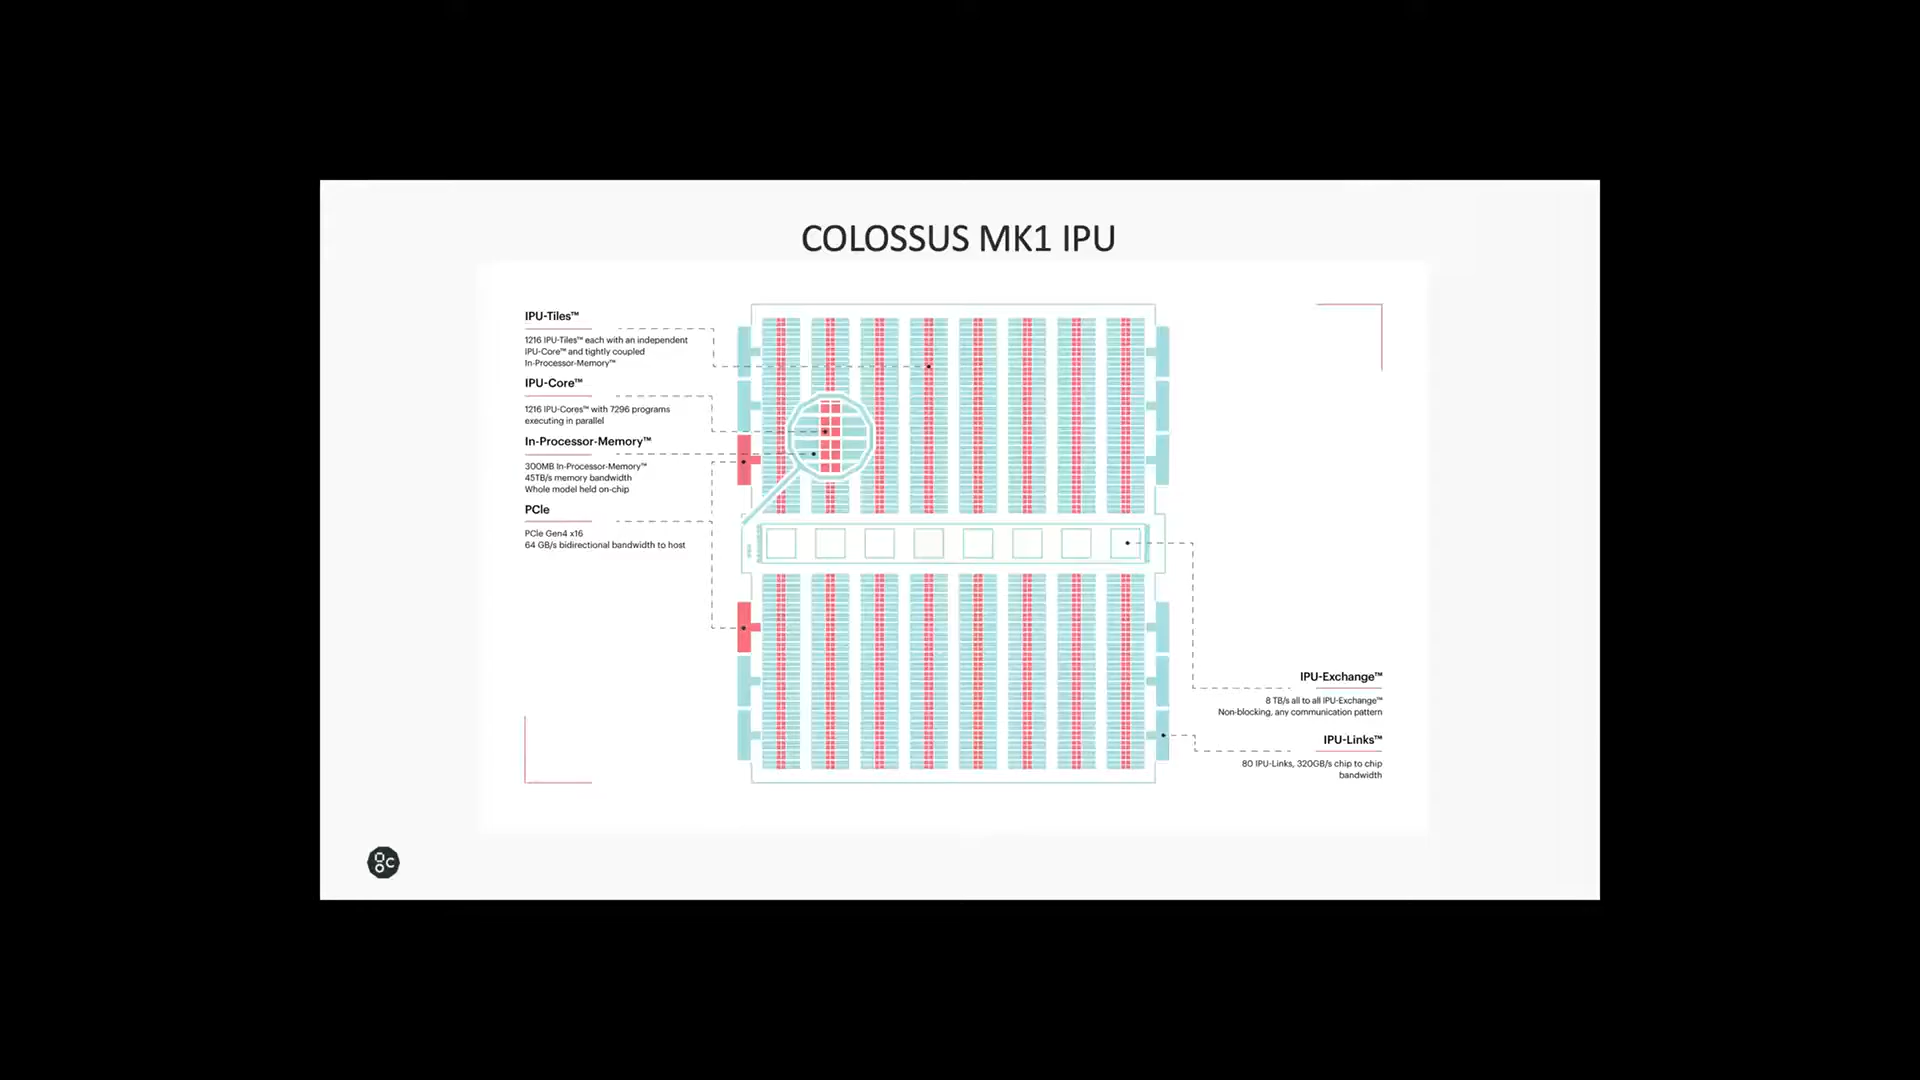 COLOSSUS MK1 IPU
IPU-Tiles™
1216 IPU-Tiles™ each with an independent
IPU-Core™ and tightly coupled
In-Processor-Memory™
IPU-Core™
1216 IPU-Cores™ with 7296 programs
executing in parallel
In-Processor-Memory™
300MB In-Processor-Memory™
45TB/s memory bandwidth
Whole model held on-chip
PCIe
PCIe Gen4 x16
64 GB/s bidirectional bandwidth to host
IPU-Exchange™
8 TB/s all to all IPU-Exchange™
Non-blocking, any communication pattern
IPU-Links™
80 IPU-Links, 320GB/s chip to chip
bandwidth
gc